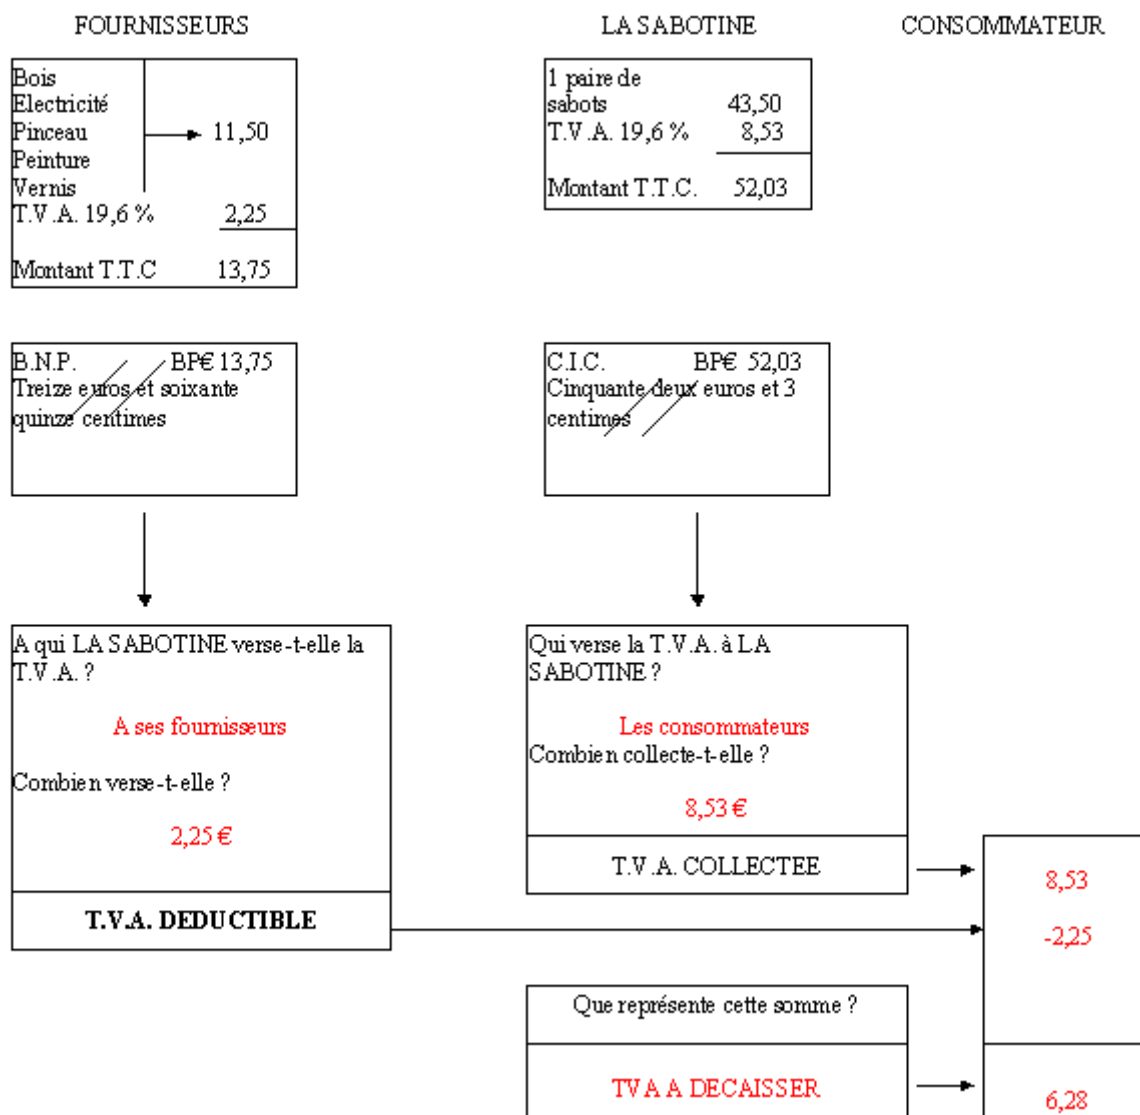 FOURNISSEURS
LA SABOTINE
CONSOMMATEUR
Bois
Electricité
Pinceau 11,50
Peinture
Vernis
T.V.A. 19,6 % 2,25
Montant T.T.C 13,75
1 paire de
sabots 43,50
T.V.A. 19,6 % 8,53
Montant T.T.C. 52,03
B.N.P. BP€ 13,75
Treize euros et soixante
quinze centimes
C.I.C. BP€ 52,03
Cinquante deux euros et 3
centimes
A qui LA SABOTINE verse-t-elle la
T.V.A. ?
A ses fournisseurs
Combien verse-t-elle ?
2,25 €
T.V.A. DEDUCTIBLE
Qui verse la T.V.A. à LA
SABOTINE ?
Les consommateurs
Combien collecte-t-elle ?
8,53 €
T.V.A. COLLECTEE
8,53
-2,25
Que représente cette somme ?
TVA A DECAISSER
6,28